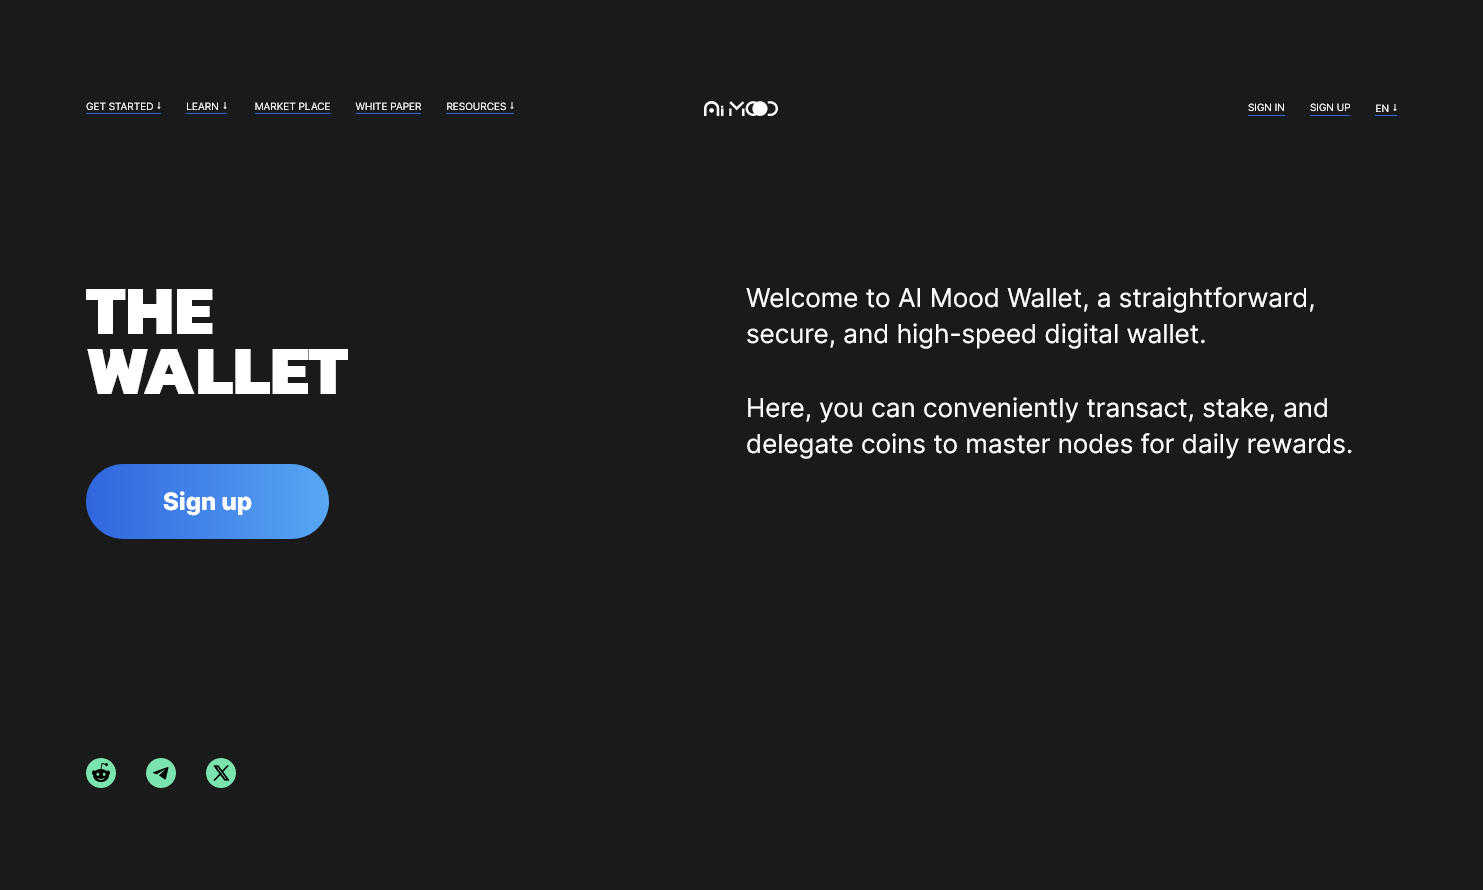 GET STARTED ↓
LEARN ↓
MARKET PLACE
WHITE PAPER
RESOURCES ↓
Ai MOOD
SIGN IN
SIGN UP
EN ↓
THE
WALLET
Welcome to AI Mood Wallet, a straightforward,
secure, and high-speed digital wallet.
Here, you can conveniently transact, stake, and
delegate coins to master nodes for daily rewards.
Sign up